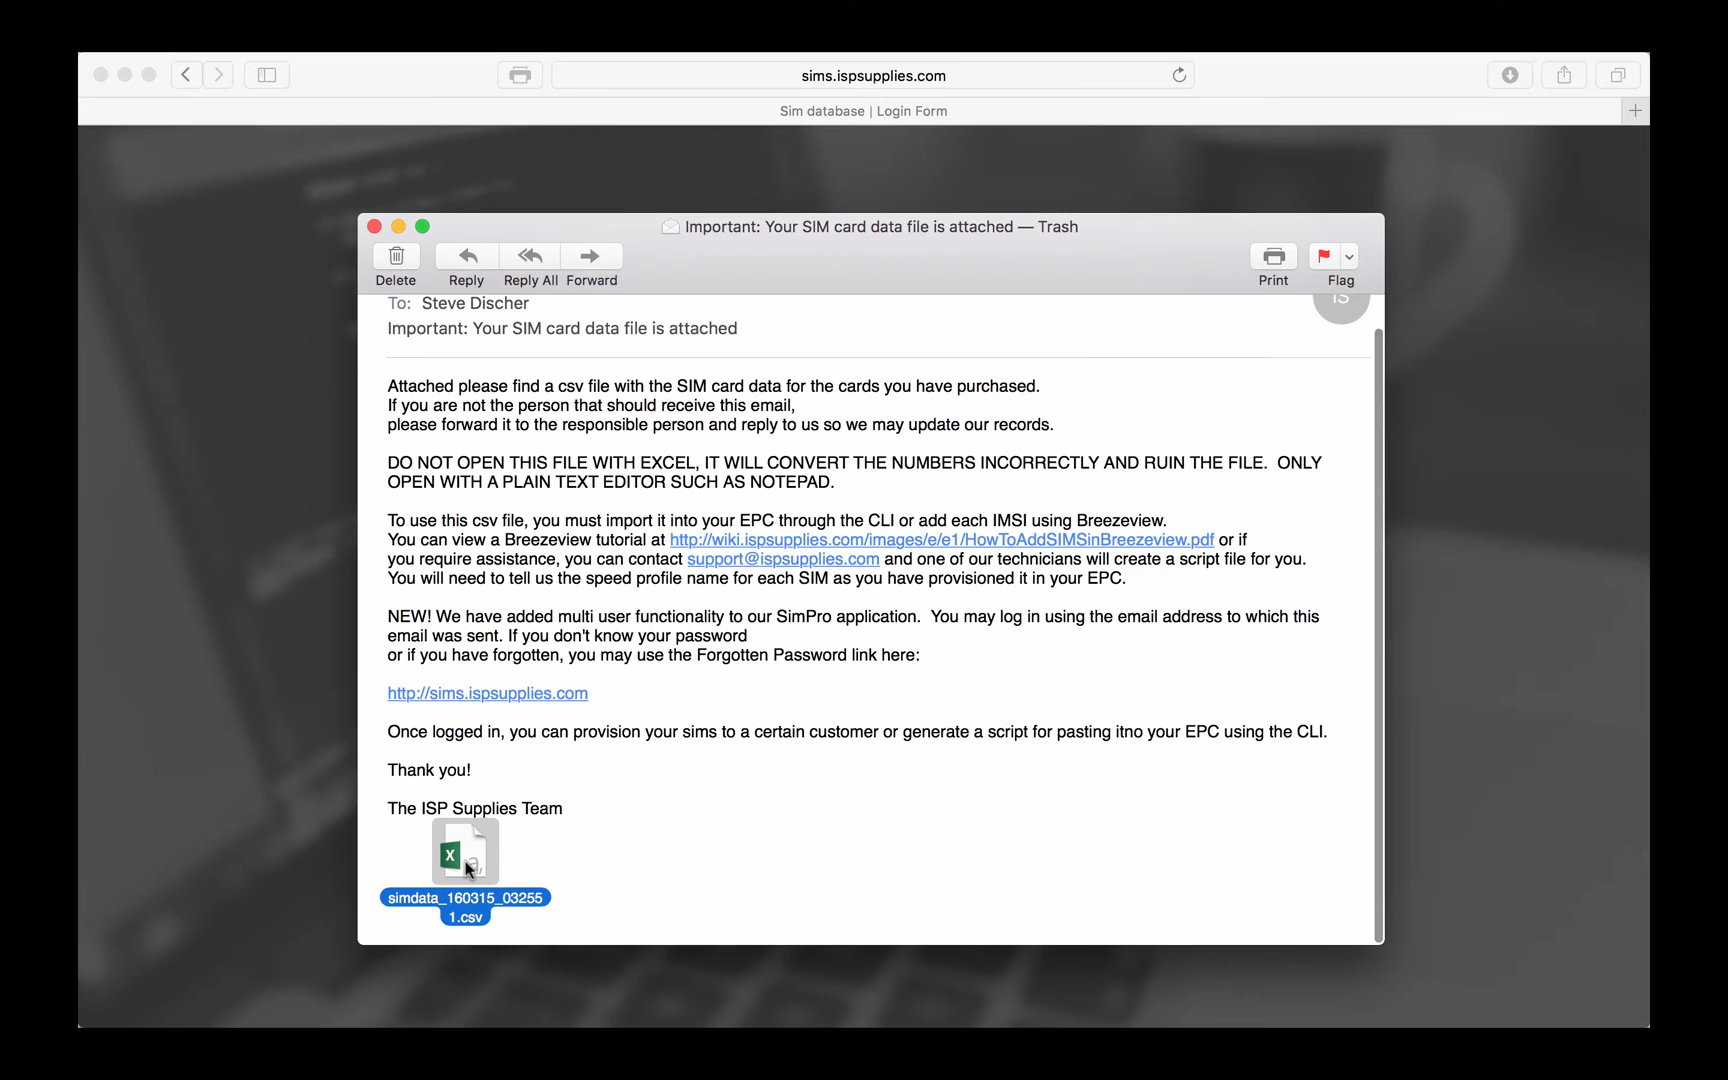 sims.ispsupplies.com
Sim database | Login Form
Important: Your SIM card data file is attached — Trash
Delete Reply Reply All Forward Print Flag
To: Steve Discher
IS
Important: Your SIM card data file is attached
Attached please find a csv file with the SIM card data for the cards you have purchased.
If you are not the person that should receive this email,
please forward it to the responsible person and reply to us so we may update our records.
DO NOT OPEN THIS FILE WITH EXCEL, IT WILL CONVERT THE NUMBERS INCORRECTLY AND RUIN THE FILE. ONLY
OPEN WITH A PLAIN TEXT EDITOR SUCH AS NOTEPAD.
To use this csv file, you must import it into your EPC through the CLI or add each IMSI using Breezeview.
You can view a Breezeview tutorial at http://wiki.ispsupplies.com/images/e/e1/HowToAddSIMSinBreezeview.pdf or if
you require assistance, you can contact support@ispsupplies.com and one of our technicians will create a script file for you.
You will need to tell us the speed profile name for each SIM as you have provisioned it in your EPC.
NEW! We have added multi user functionality to our SimPro application. You may log in using the email address to which this
email was sent. If you don't know your password
or if you have forgotten, you may use the Forgotten Password link here:
http://sims.ispsupplies.com
Once logged in, you can provision your sims to a certain customer or generate a script for pasting itno your EPC using the CLI.
Thank you!
The ISP Supplies Team
X a,
simdata_160315_03255
1.csv